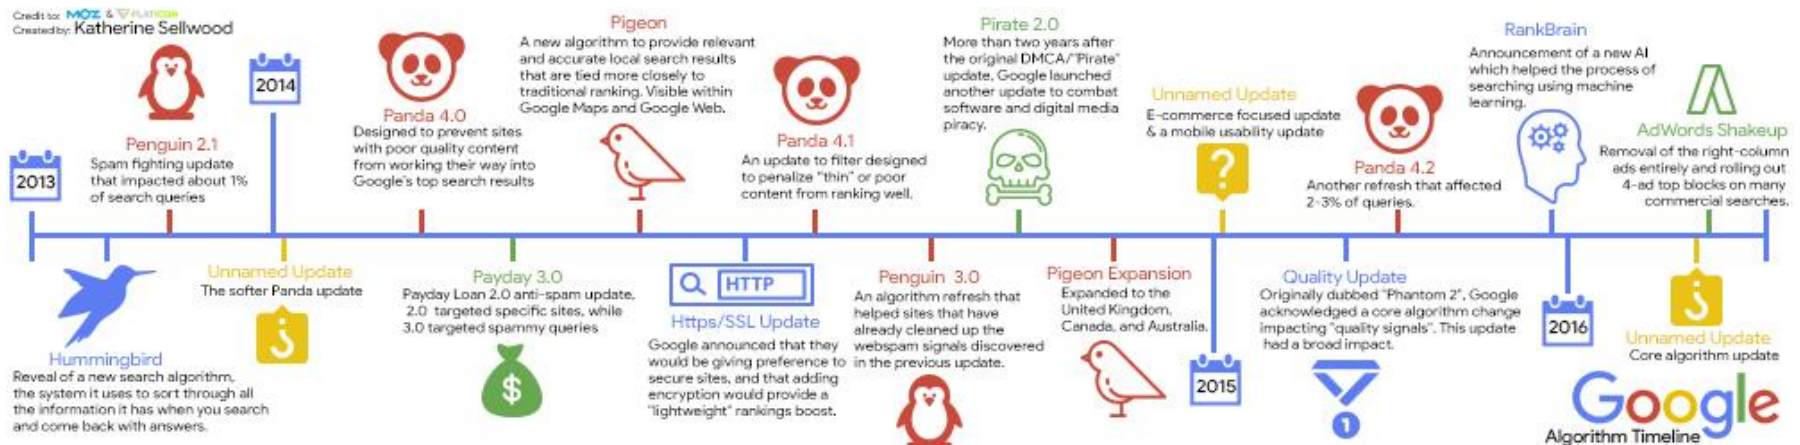 Credit to: MOZ & FLATICON
Created by: Katherine Sellwood
2013
Hummingbird
Reveal of a new search algorithm,
the system it uses to sort through all
the information it has when you search
and come back with answers.
Penguin 2.1
Spam fighting update
that impacted about 1%
of search queries
2014
Unnamed Update
The softer Panda update
?
Panda 4.0
Designed to prevent sites
with poor quality content
from working their way into
Google's top search results
Payday 3.0
Payday Loan 2.0 anti-spam update,
2.0 targeted specific sites, while
3.0 targeted spammy queries
$
Pigeon
A new algorithm to provide relevant
and accurate local search results
that are tied more closely to
traditional ranking. Visible within
Google Maps and Google Web.
HTTP
Https/SSL Update
Google announced that they
would be giving preference to
secure sites, and that adding
encryption would provide a
"lightweight" rankings boost.
Panda 4.1
An update to filter designed
to penalize "thin" or poor
content from ranking well.
Penguin 3.0
An algorithm refresh that
helped sites that have
already cleaned up the
webspam signals discovered
in the previous update.
Pirate 2.0
More than two years after
the original DMCA/"Pirate"
update, Google launched
another update to combat
software and digital media
piracy.
Pigeon Expansion
Expanded to the
United Kingdom,
Canada, and Australia.
2015
Unnamed Update
E-commerce focused update
& a mobile usability update
?
Quality Update
Originally dubbed "Phantom 2", Google
acknowledged a core algorithm change
impacting "quality signals". This update
had a broad impact.
1
Panda 4.2
Another refresh that affected
2-3% of queries.
RankBrain
Announcement of a new AI
which helped the process of
searching using machine
learning.
2016
Unnamed Update
Core algorithm update
?
AdWords Shakeup
Removal of the right-column
ads entirely and rolling out
4-ad top blocks on many
commercial searches.
Google
Algorithm Timeline